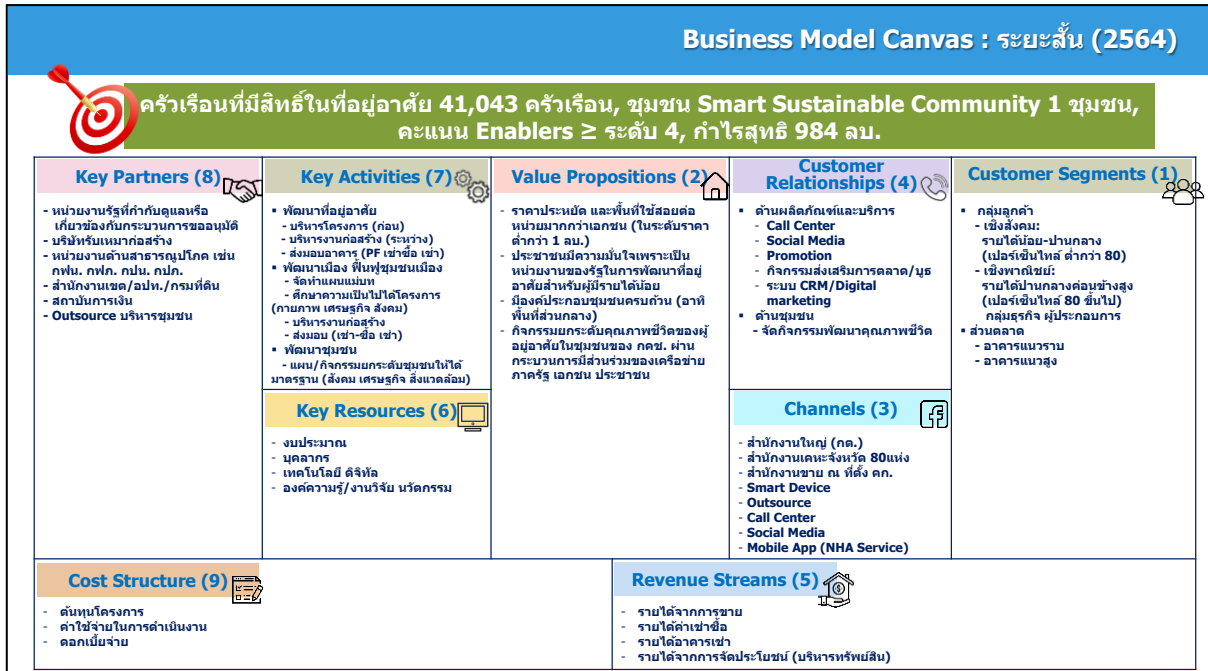 Business Model Canvas : ระยะสั้น (2564)
ครัวเรือนที่มีสิทธิ์ในที่อยู่อาศัย 41,043 ครัวเรือน, ชุมชน Smart Sustainable Community 1 ชุมชน,
คะแนน Enablers ≥ ระดับ 4, กำไรสุทธิ 984 ลบ.
Key Partners (8)
- หน่วยงานรัฐที่กำกับดูแลหรือ
เกี่ยวข้องกับกระบวนการขออนุมัติ
- บริษัทรับเหมาก่อสร้าง
- หน่วยงานด้านสาธารณูปโภค เช่น
กฟน. กฟภ. กปน. กปภ.
- สำนักงานเขต/อปท./กรมที่ดิน
- สถาบันการเงิน
- Outsource บริหารชุมชน
Key Activities (7)
▪ พัฒนาที่อยู่อาศัย
- บริหารโครงการ (ก่อน)
- บริหารงานก่อสร้าง (ระหว่าง)
- ส่งมอบอาคาร (PF เช่าซื้อ เช่า)
▪ พัฒนาเมือง ฟื้นฟูชุมชนเมือง
- จัดทำแผนแม่บท
- ศึกษาความเป็นไปได้โครงการ
(กายภาพ เศรษฐกิจ สังคม)
- บริหารงานก่อสร้าง
- ส่งมอบ (เช่า-ซื้อ เช่า)
▪ พัฒนาชุมชน
- แผน/กิจกรรมยกระดับชุมชนให้ได้
มาตรฐาน (สังคม เศรษฐกิจ สิ่งแวดล้อม)
Key Resources (6)
- งบประมาณ
- บุคลากร
- เทคโนโลยี ดิจิทัล
- องค์ความรู้/งานวิจัย นวัตกรรม
Value Propositions (2)
- ราคาประหยัด และพื้นที่ใช้สอยต่อ
หน่วยมากกว่าเอกชน (ในระดับราคา
ต่ำกว่า 1 ลบ.)
- ประชาชนมีความมั่นใจเพราะเป็น
หน่วยงานของรัฐในการพัฒนาที่อยู่
อาศัยสำหรับผู้มีรายได้น้อย
- มีองค์ประกอบชุมชนครบถ้วน (อาทิ
พื้นที่ส่วนกลาง)
- กิจกรรมยกระดับคุณภาพชีวิตของผู้
อยู่อาศัยในชุมชนของ กคช. ผ่าน
กระบวนการมีส่วนร่วมของเครือข่าย
ภาครัฐ เอกชน ประชาชน
Customer
Relationships (4)
▪ ด้านผลิตภัณฑ์และบริการ
- Call Center
- Social Media
- Promotion
- กิจกรรมส่งเสริมการตลาด/บูธ
- ระบบ CRM/Digital
marketing
▪ ด้านชุมชน
- จัดกิจกรรมพัฒนาคุณภาพชีวิต
Channels (3)
- สำนักงานใหญ่ (กต.)
- สำนักงานเคหะจังหวัด 80แห่ง
- สำนักงานขาย ณ ที่ตั้ง คก.
- Smart Device
- Outsource
- Call Center
- Social Media
- Mobile App (NHA Service)
Customer Segments (1)
▪ กลุ่มลูกค้า
- เชิงสังคม:
รายได้น้อย-ปานกลาง
(เปอร์เซ็นไทล์ ต่ำกว่า 80)
- เชิงพาณิชย์:
รายได้ปานกลางค่อนข้างสูง
(เปอร์เซ็นไทล์ 80 ขึ้นไป)
กลุ่มธุรกิจ ผู้ประกอบการ
▪ ส่วนตลาด
- อาคารแนวราบ
- อาคารแนวสูง
Cost Structure (9)
- ต้นทุนโครงการ
- ค่าใช้จ่ายในการดำเนินงาน
- ดอกเบี้ยจ่าย
Revenue Streams (5)
- รายได้จากการขาย
- รายได้ค่าเช่าซื้อ
- รายได้อาคารเช่า
- รายได้จากการจัดประโยชน์ (บริหารทรัพย์สิน)